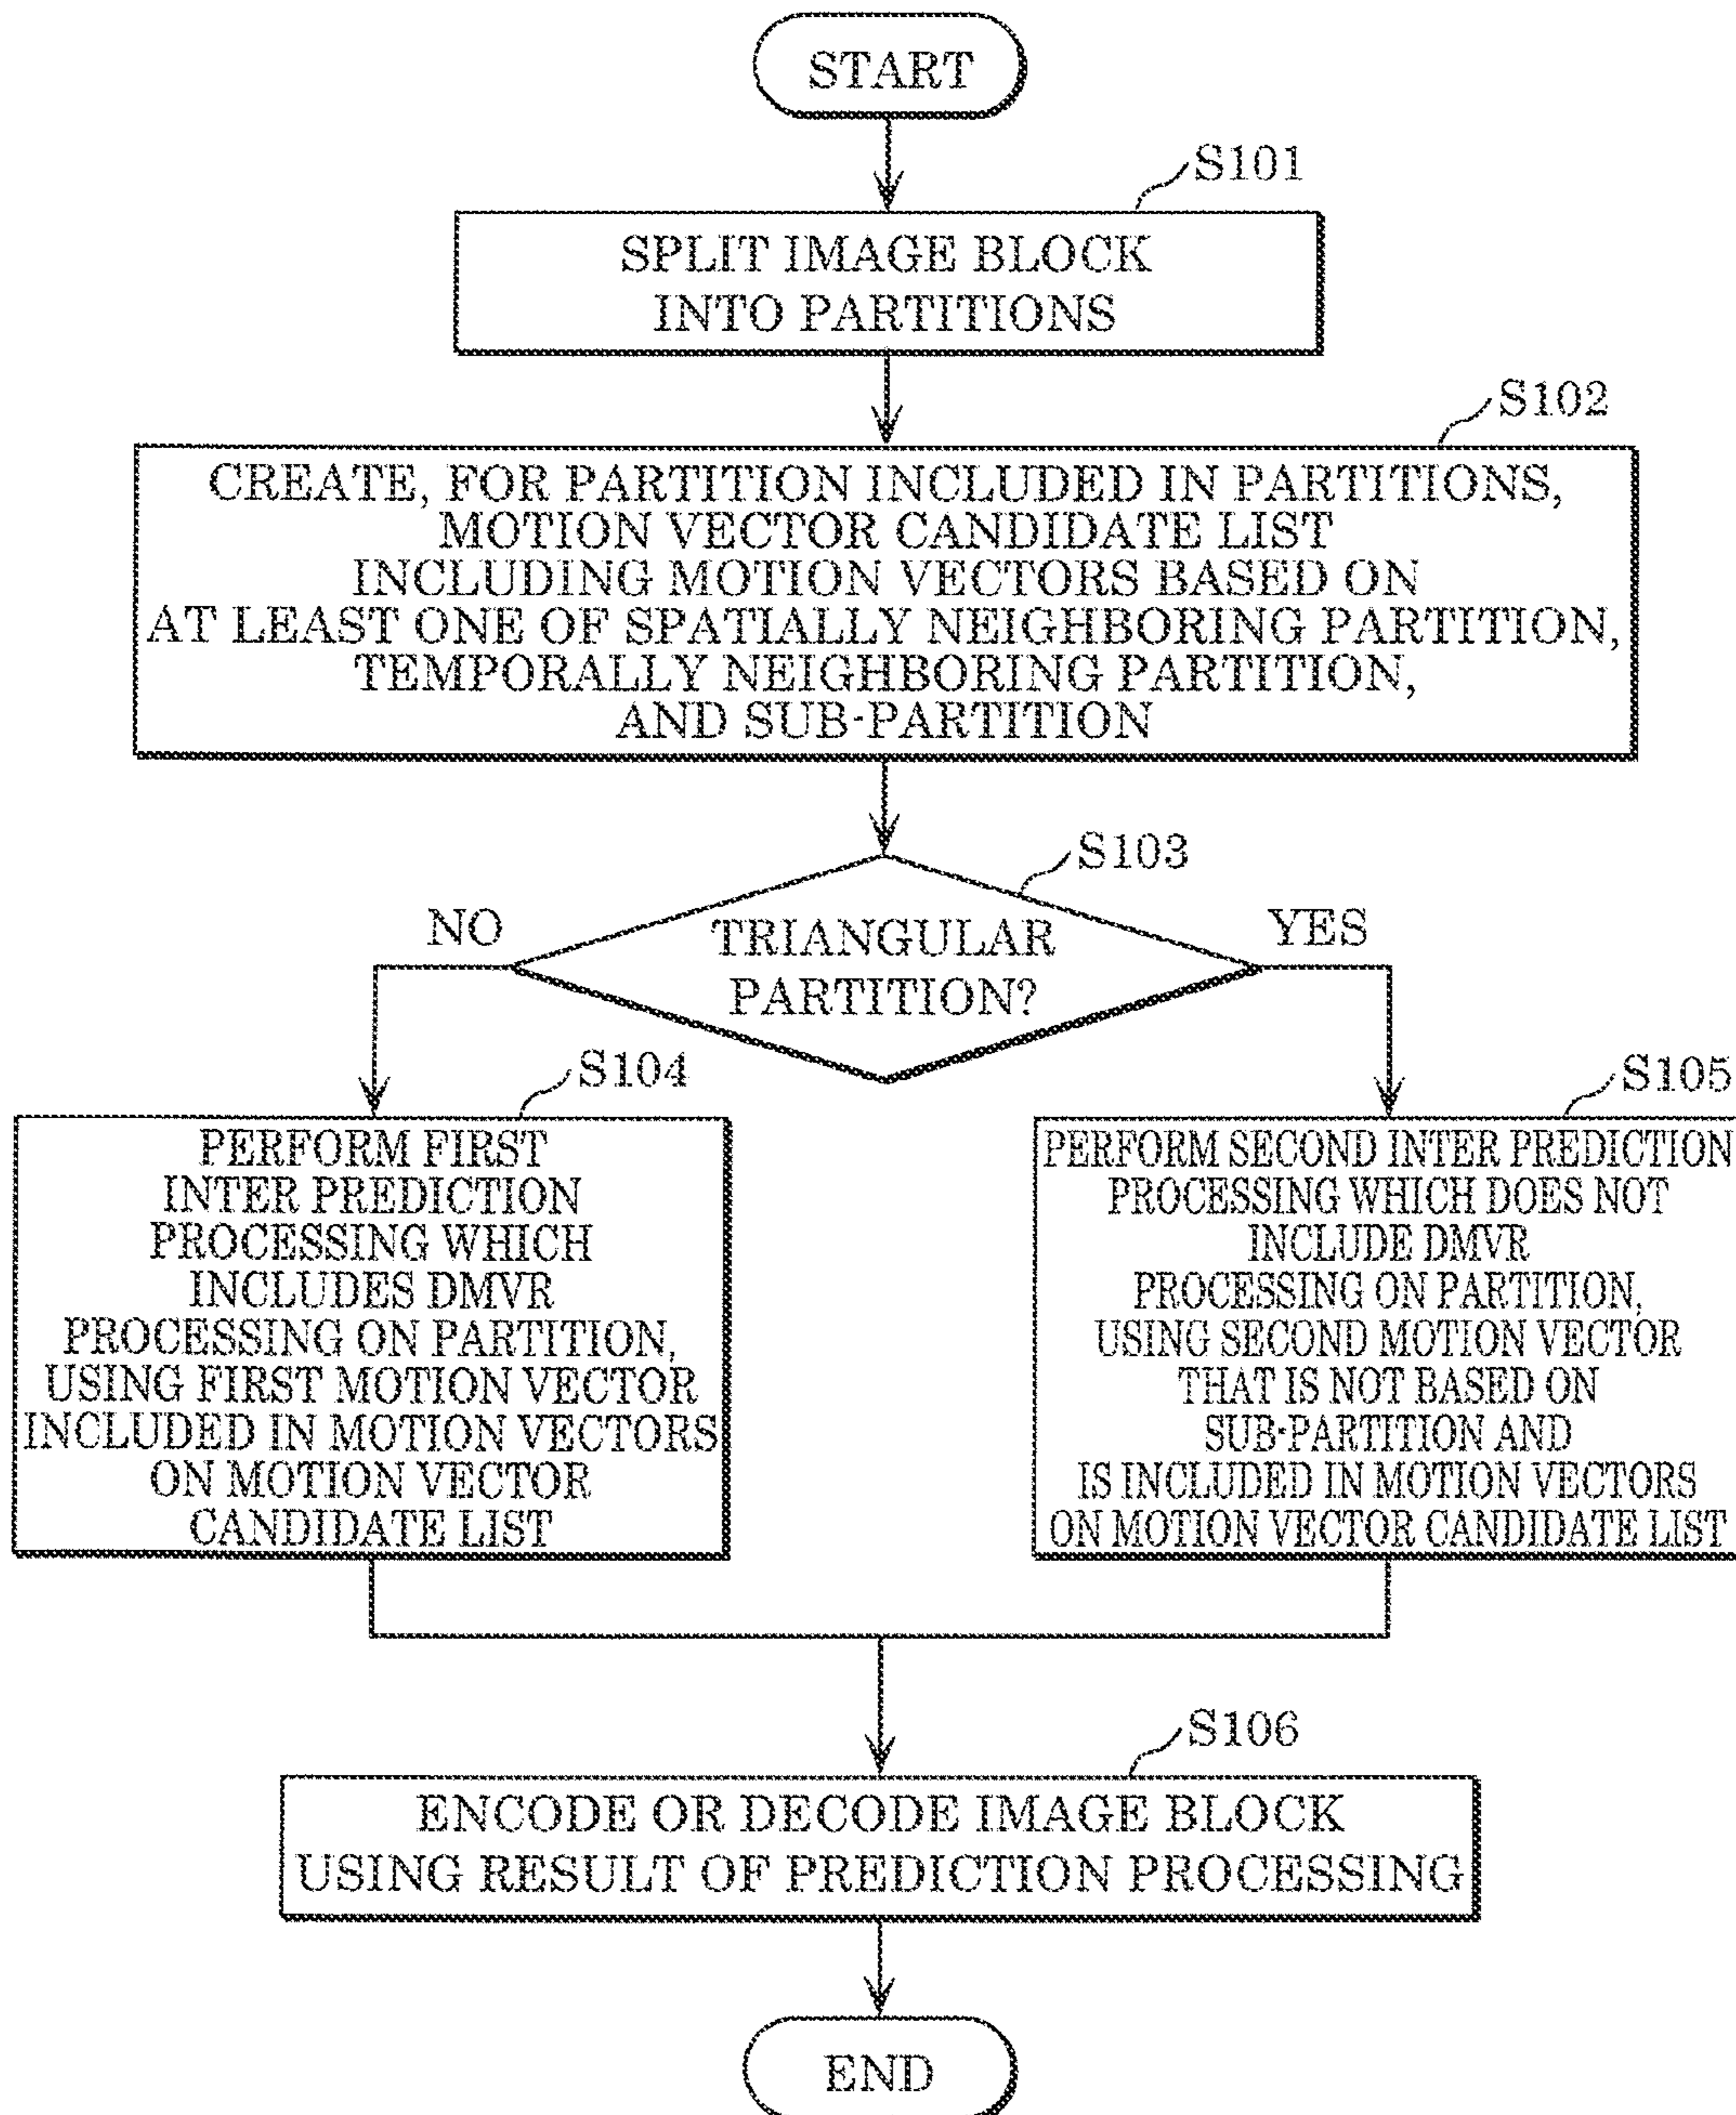 START
S101
SPLIT IMAGE BLOCK
INTO PARTITIONS
S102
CREATE, FOR PARTITION INCLUDED IN PARTITIONS,
MOTION VECTOR CANDIDATE LIST
INCLUDING MOTION VECTORS BASED ON
AT LEAST ONE OF SPATIALLY NEIGHBORING PARTITION,
TEMPORALLY NEIGHBORING PARTITION,
AND SUB-PARTITION
S103
NO
TRIANGULAR
PARTITION?
YES
S104
PERFORM FIRST
INTER PREDICTION
PROCESSING WHICH
INCLUDES DMVR
PROCESSING ON PARTITION,
USING FIRST MOTION VECTOR
INCLUDED IN MOTION VECTORS
ON MOTION VECTOR
CANDIDATE LIST
S105
PERFORM SECOND INTER PREDICTION
PROCESSING WHICH DOES NOT
INCLUDE DMVR
PROCESSING ON PARTITION,
USING SECOND MOTION VECTOR
THAT IS NOT BASED ON
SUB-PARTITION AND
IS INCLUDED IN MOTION VECTORS
ON MOTION VECTOR CANDIDATE LIST
S106
ENCODE OR DECODE IMAGE BLOCK
USING RESULT OF PREDICTION PROCESSING
END